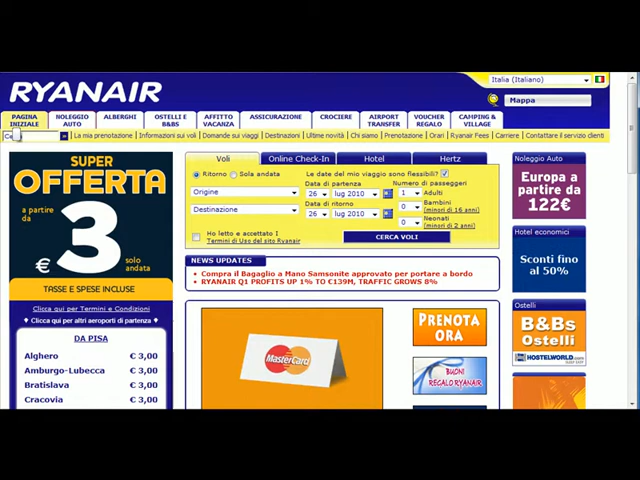 RYANAIR
Italia (Italiano)
Mappa
PAGINA INIZIALE
NOLEGGIO AUTO
ALBERGHI
OSTELLI E B&BS
AFFITTO VACANZA
ASSICURAZIONE
CROCIERE
AIRPORT TRANSFER
VOUCHER REGALO
CAMPING & VILLAGE
La mia prenotazione | Informazioni sui voli | Domande sui viaggi | Destinazioni | Ultime novità | Chi siamo | Prenotazione | Orari | Ryanair Fees | Carriere | Contattare il servizio clienti
SUPER
OFFERTA
a partire
da
€ 3
solo
andata
TASSE E SPESE INCLUSE
Clicca qui per Termini e Condizioni
Clicca qui per altri aeroporti di partenza
DA PISA
Alghero € 3,00
Amburgo-Lubecca € 3,00
Bratislava € 3,00
Cracovia € 3,00
Voli
Online Check-In
Hotel
Hertz
Ritorno Solo andata
Le date del mio viaggio sono flessibili?
Origine
Destinazione
Data di partenza
26 lug 2010
Data di ritorno
26 lug 2010
Numero di passeggeri
1 Adulti
0 Bambini
(minori di 16 anni)
0 Neonati
(minori di 2 anni)
Ho letto e accettato I
Termini di Uso del sito Ryanair
CERCA VOLI
NEWS UPDATES
Compra il Bagaglio a Mano Samsonite approvato per portare a bordo
RYANAIR Q1 PROFITS UP 1% TO €139M, TRAFFIC GROWS 8%
MasterCard
PRENOTA
ORA
BUONI
REGALO RYANAIR
Noleggio Auto
Europa a
partire da
122€
Hotel economici
Sconti fino
al 50%
Ostelli
B&Bs
Ostelli
HOSTELWORLD.com